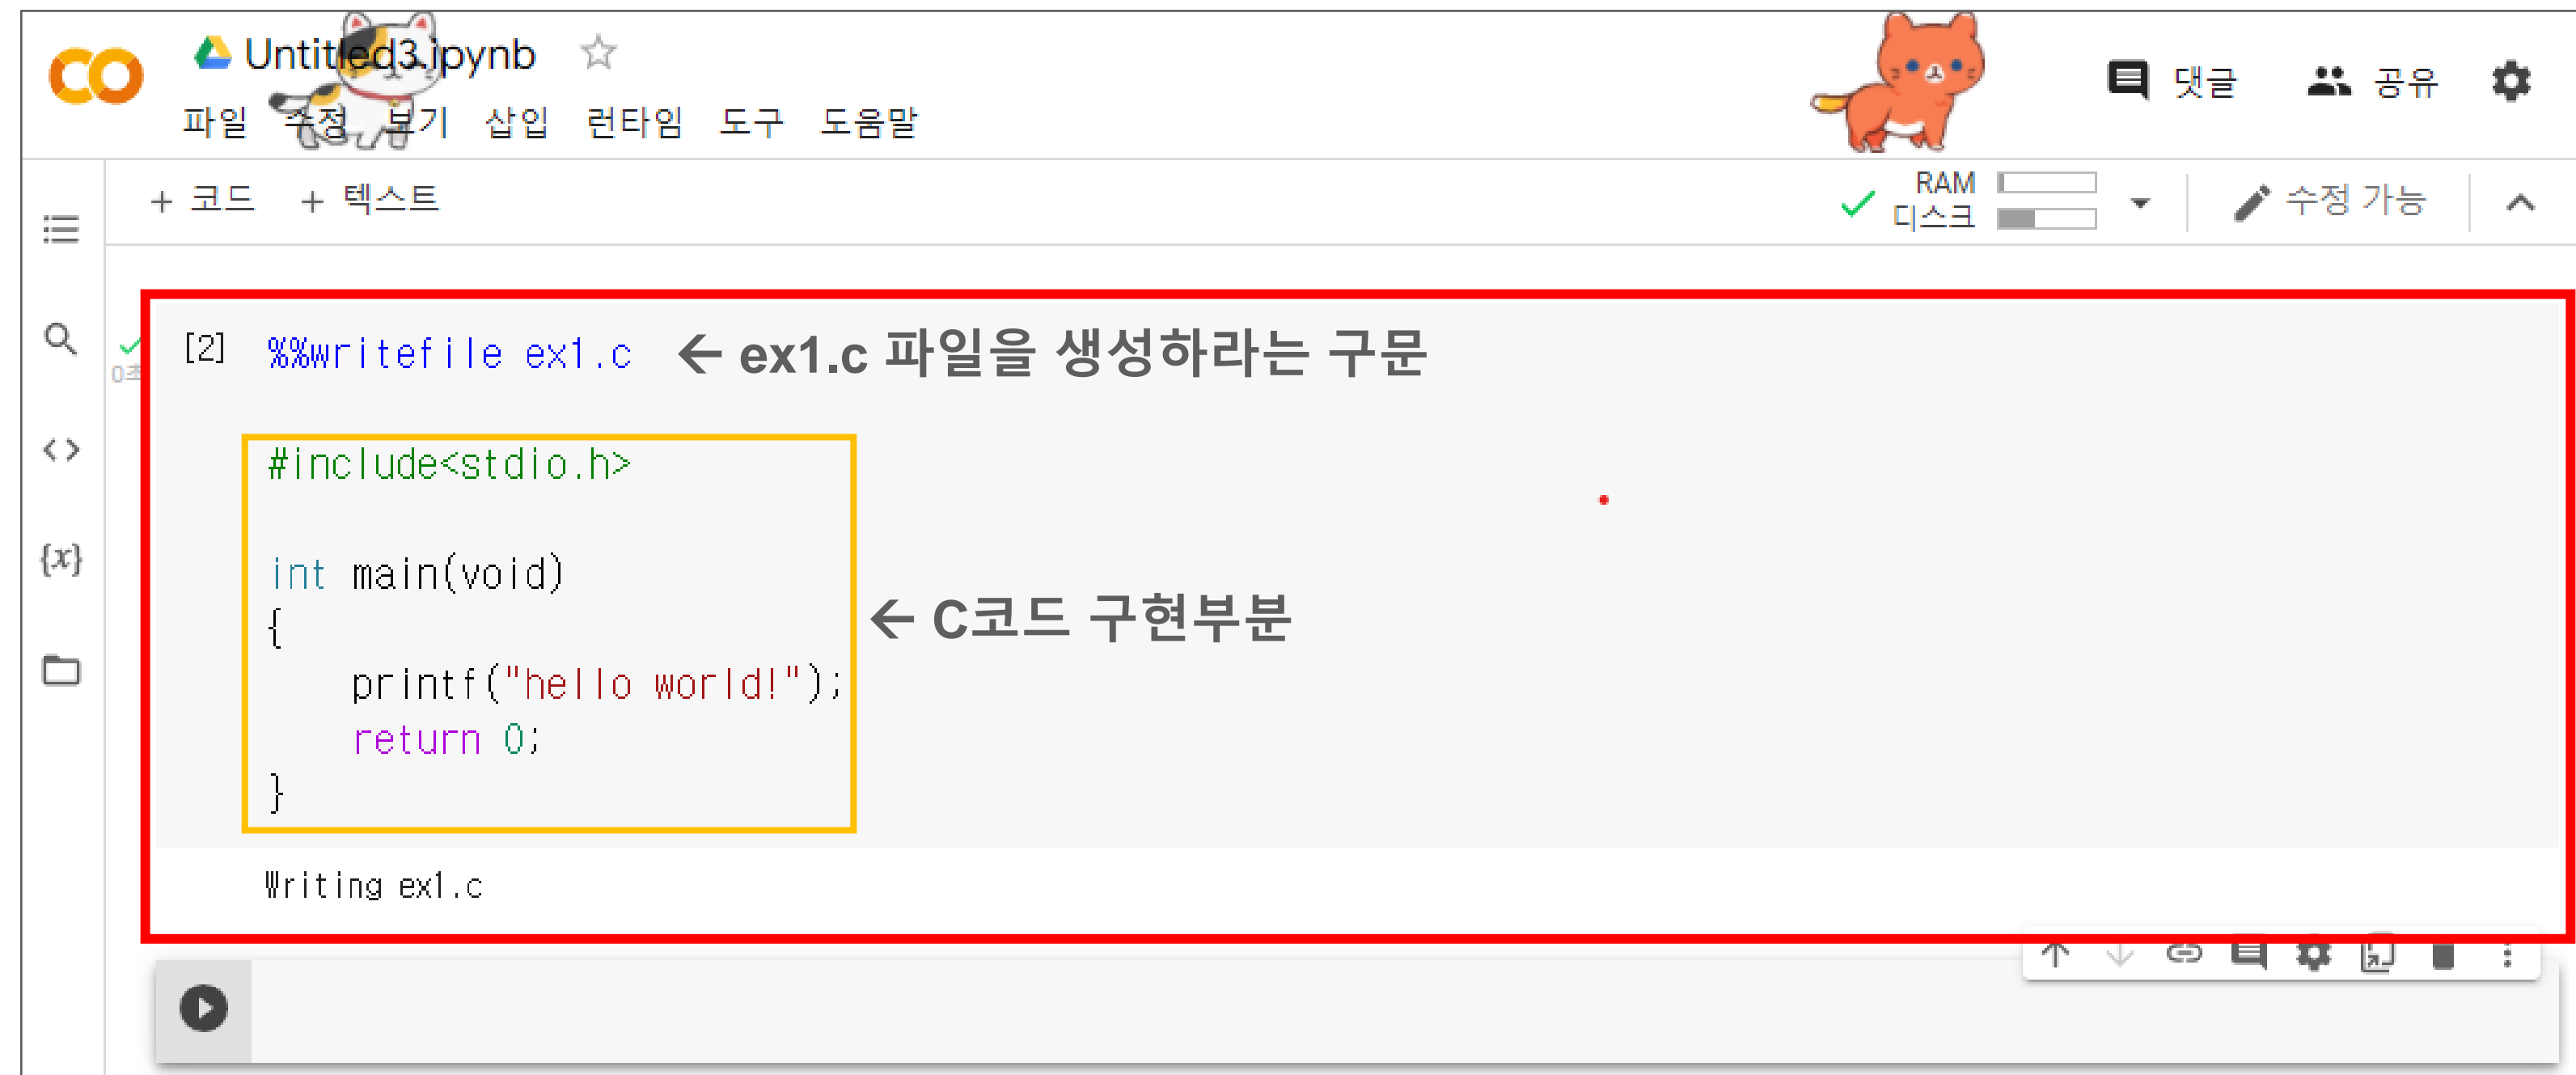 Untitled3.ipynb
파일 수정 보기 삽입 런타임 도구 도움말
댓글 공유
+ 코드 + 텍스트
RAM
디스크
수정 가능
[2] %%writefile ex1.c ← ex1.c 파일을 생성하라는 구문
0초
#include<stdio.h>
int main(void)
{
← C코드 구현부분
printf("hello world!");
return 0;
}
Writing ex1.c